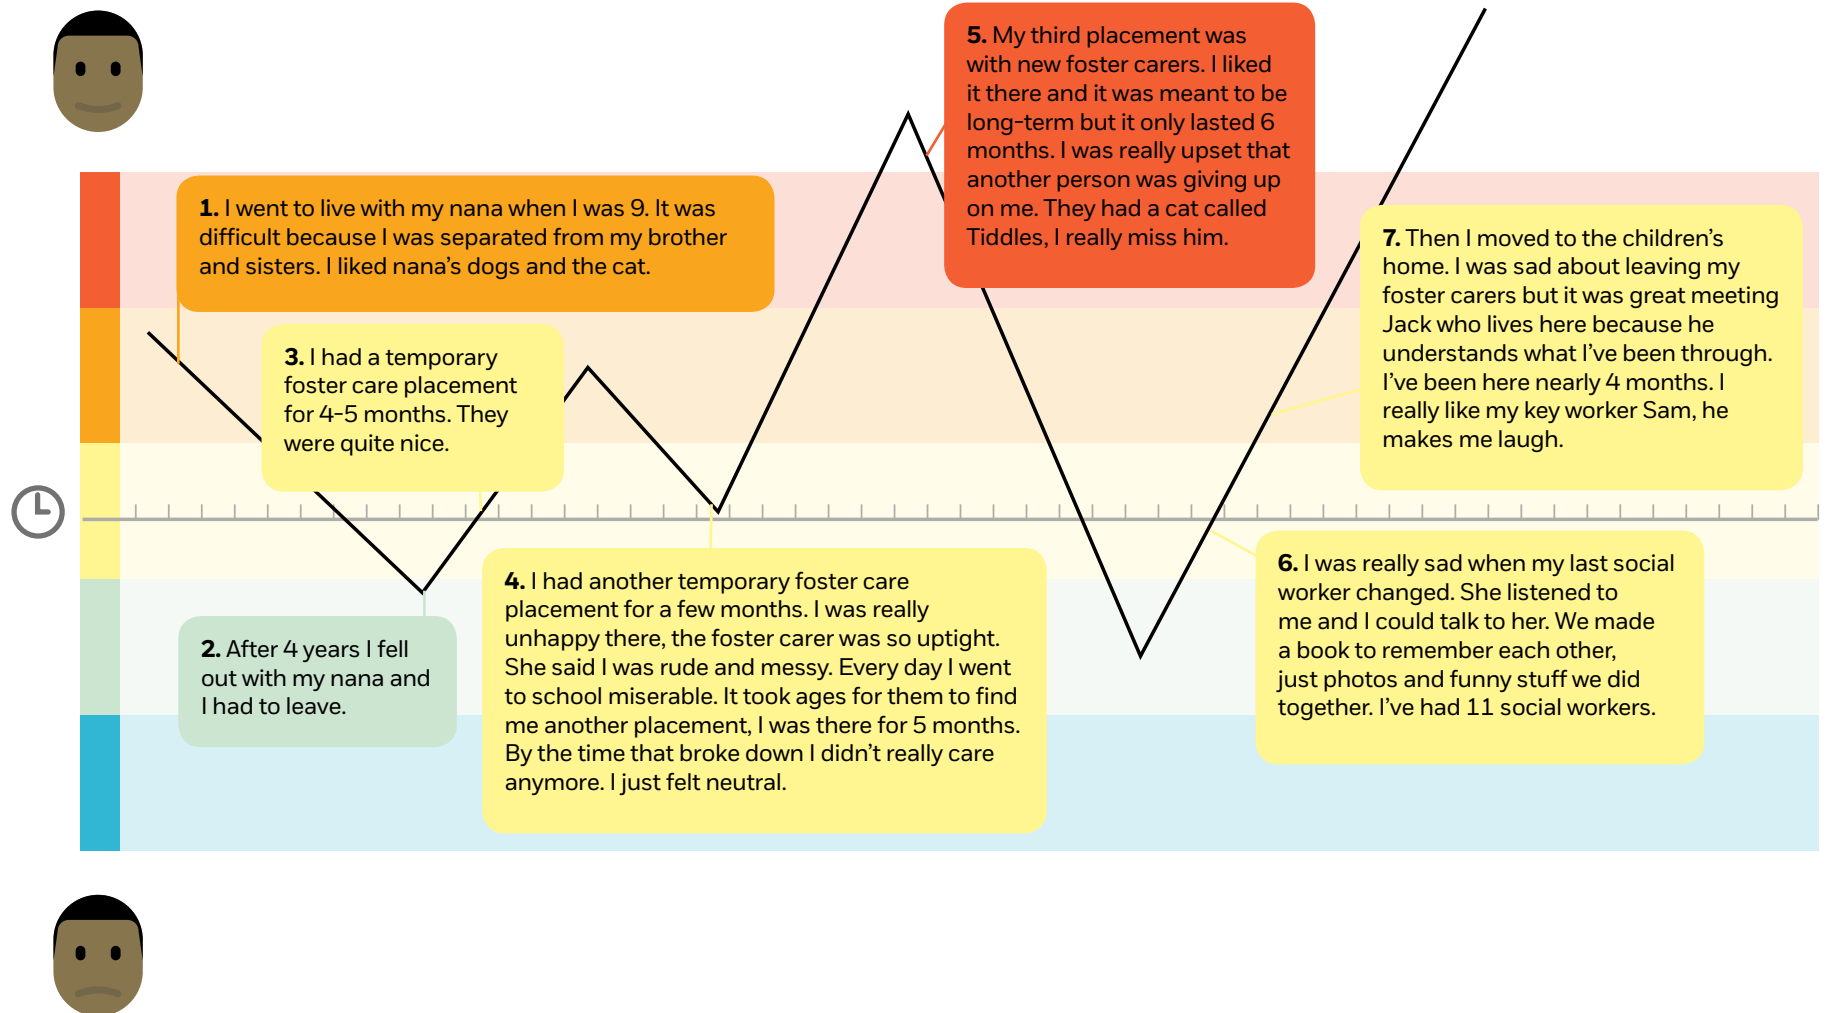 1. I went to live with my nana when I was 9. It was
difficult because I was separated from my brother
and sisters. I liked nana’s dogs and the cat.
2. After 4 years I fell
out with my nana and
I had to leave.
3. I had a temporary
foster care placement
for 4-5 months. They
were quite nice.
4. I had another temporary foster care
placement for a few months. I was really
unhappy there, the foster carer was so uptight.
She said I was rude and messy. Every day I went
to school miserable. It took ages for them to find
me another placement, I was there for 5 months.
By the time that broke down I didn’t really care
anymore. I just felt neutral.
5. My third placement was
with new foster carers. I liked
it there and it was meant to be
long-term but it only lasted 6
months. I was really upset that
another person was giving up
on me. They had a cat called
Tiddles, I really miss him.
6. I was really sad when my last social
worker changed. She listened to
me and I could talk to her. We made
a book to remember each other,
just photos and funny stuff we did
together. I’ve had 11 social workers.
7. Then I moved to the children’s
home. I was sad about leaving my
foster carers but it was great meeting
Jack who lives here because he
understands what I’ve been through.
I’ve been here nearly 4 months. I
really like my key worker Sam, he
makes me laugh.